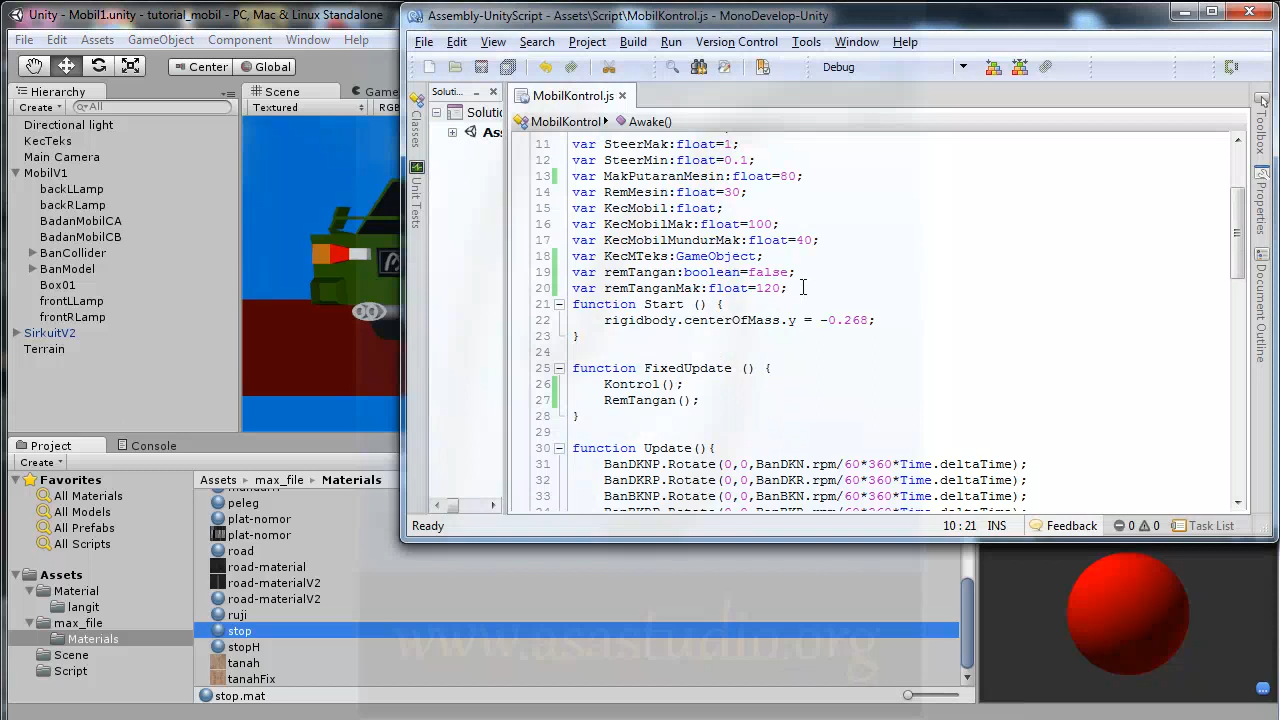 Unity - Mobil1.unity - tutorial_mobil - PC, Mac & Linux Standalone
File Edit Assets GameObject Component Window Help
Center Global
Hierarchy
Create All
Directional light
KecTeks
Main Camera
MobilV1
backLLamp
backRLamp
BadanMobilCA
BadanMobilCB
BanCollider
BanModel
Box01
frontLLamp
frontRLamp
SirkuitV2
Terrain
Scene Game
Textured RGB
Assembly-UnityScript - Assets\Script\MobilKontrol.js - MonoDevelop-Unity
File Edit View Search Project Build Run Version Control Tools Window Help
Debug
Solut..
Solutio
Ass
Classes
Unit Tests
MobilKontrol.js
MobilKontrol Awake()
11 var SteerMak:float=1;
12 var SteerMin:float=0.1;
13 var MakPutaranMesin:float=80;
14 var RemMesin:float=30;
15 var KecMobil:float;
16 var KecMobilMak:float=100;
17 var KecMobilMundurMak:float=40;
18 var KecMTeks:GameObject;
19 var remTangan:boolean=false;
20 var remTanganMak:float=120;
21 function Start () {
22 rigidbody.centerOfMass.y = -0.268;
23 }
24
25 function FixedUpdate () {
26 Kontrol();
27 RemTangan();
28 }
29
30 function Update(){
31 BanDKNP.Rotate(0,0,BanDKN.rpm/60*360*Time.deltaTime);
32 BanDKRP.Rotate(0,0,BanDKR.rpm/60*360*Time.deltaTime);
33 BanBKNP.Rotate(0,0,BanBKN.rpm/60*360*Time.deltaTime);
Toolbox
Properties
Document Outline
Ready 10 : 21 INS Feedback 0 0 Task List
Project Console
Create
Favorites
All Materials
All Models
All Prefabs
All Scripts
Assets
Material
langit
max_file
Materials
Scene
Script
Assets max_file Materials
peleg
plat-nomor
plat-nomor
road
road-material
road-materialV2
road-materialV2
ruji
stop
stopH
tanah
tanahFix
stop.mat
www.asastudio.org